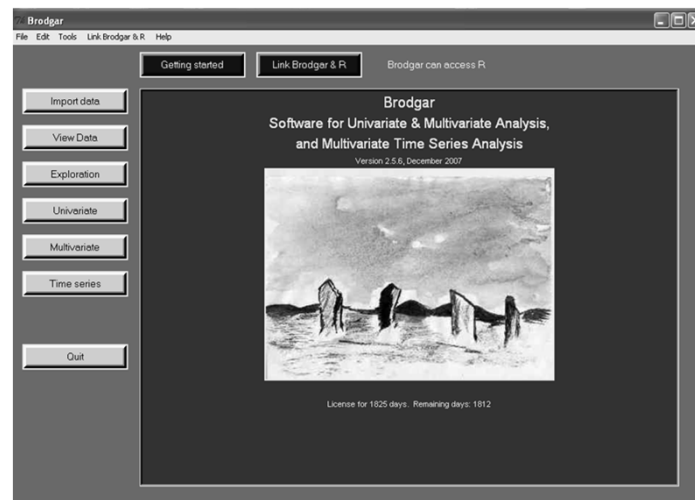 Brodgar
File Edit Tools Link Brodgar & R Help
Getting started Link Brodgar & R Brodgar can access R
Import data
View Data
Exploration
Univariate
Multivariate
Time series
Quit
Brodgar
Software for Univariate & Multivariate Analysis,
and Multivariate Time Series Analysis
Version 2.5.6, December 2007
License for 1825 days. Remaining days: 1812